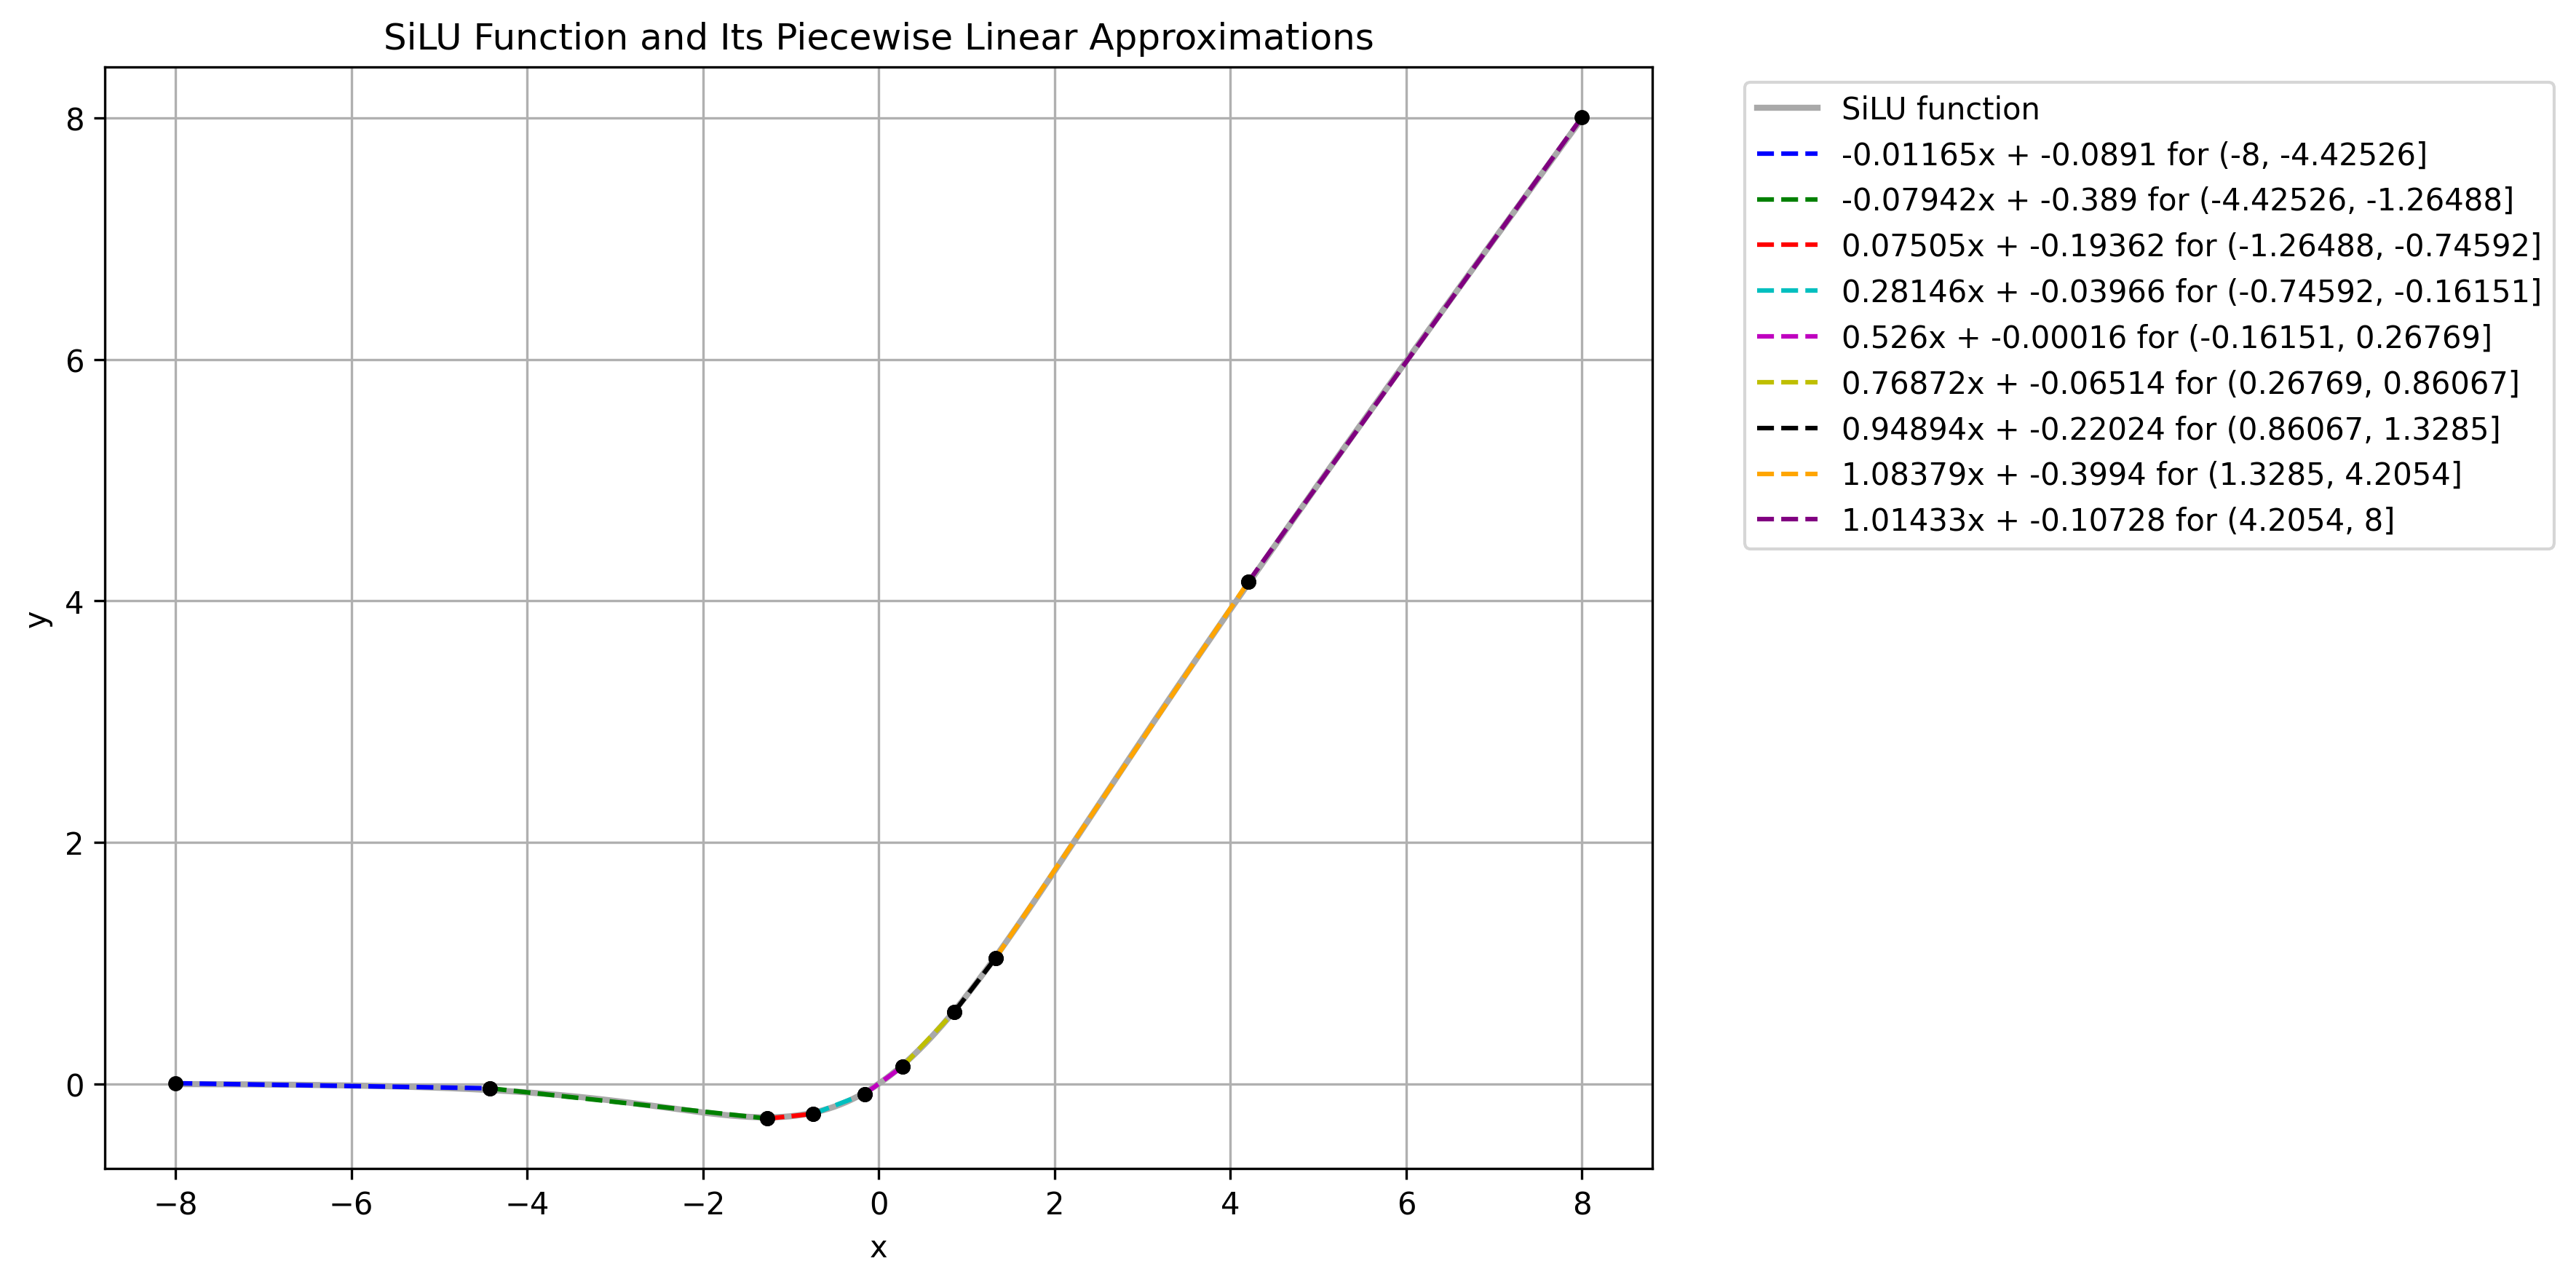 SiLU Function and Its Piecewise Linear Approximations
8
6
4
2
0
y
−8
−6
−4
−2
0
2
4
6
8
x
SiLU function
-0.01165x + -0.0891 for (-8, -4.42526]
-0.07942x + -0.389 for (-4.42526, -1.26488]
0.07505x + -0.19362 for (-1.26488, -0.74592]
0.28146x + -0.03966 for (-0.74592, -0.16151]
0.526x + -0.00016 for (-0.16151, 0.26769]
0.76872x + -0.06514 for (0.26769, 0.86067]
0.94894x + -0.22024 for (0.86067, 1.3285]
1.08379x + -0.3994 for (1.3285, 4.2054]
1.01433x + -0.10728 for (4.2054, 8]